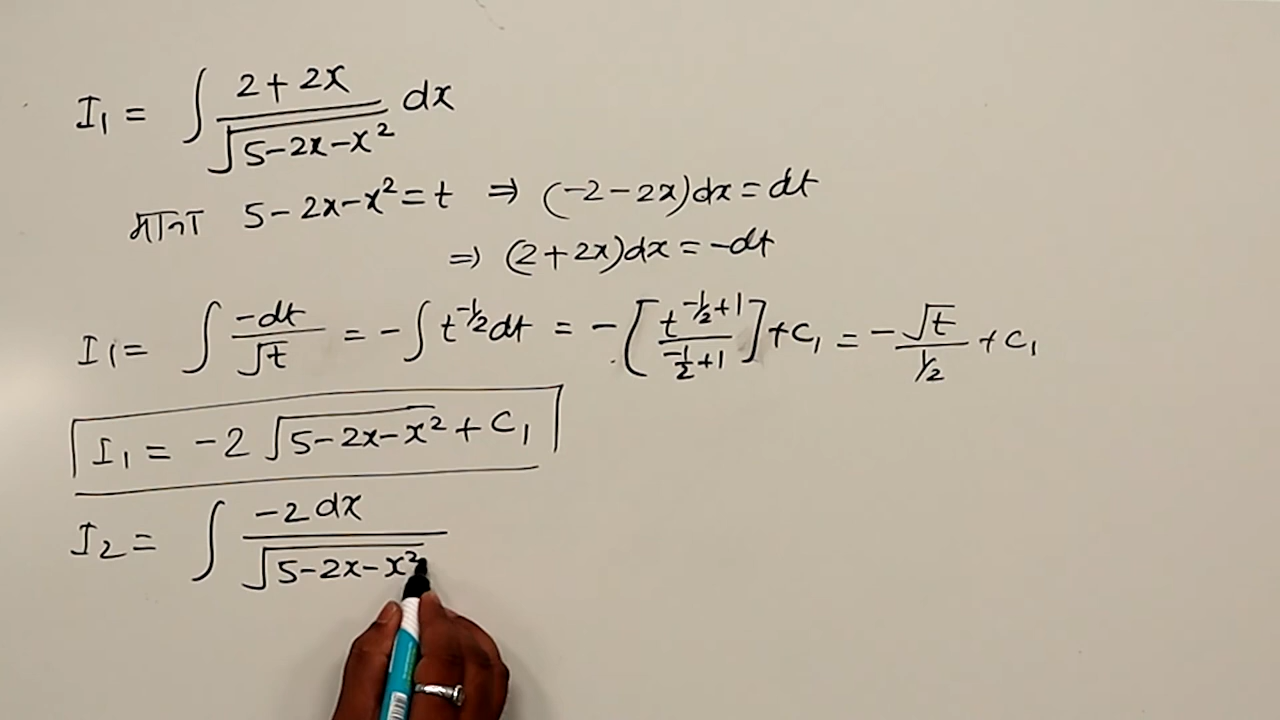 I₁ = ∫ (2+2x)/√(5-2x-x²) dx
माना 5-2x-x² = t ⇒ (-2-2x)dx = dt
⇒ (2+2x)dx = -dt
I₁ = ∫ -dt/√t = -∫ t^(-1/2) dt = -[t^(-1/2+1)/(-1/2+1)] + C₁ = -√t/(1/2) + C₁
I₁ = -2√(5-2x-x²) + C₁
I₂ = ∫ -2dx/√(5-2x-x²)